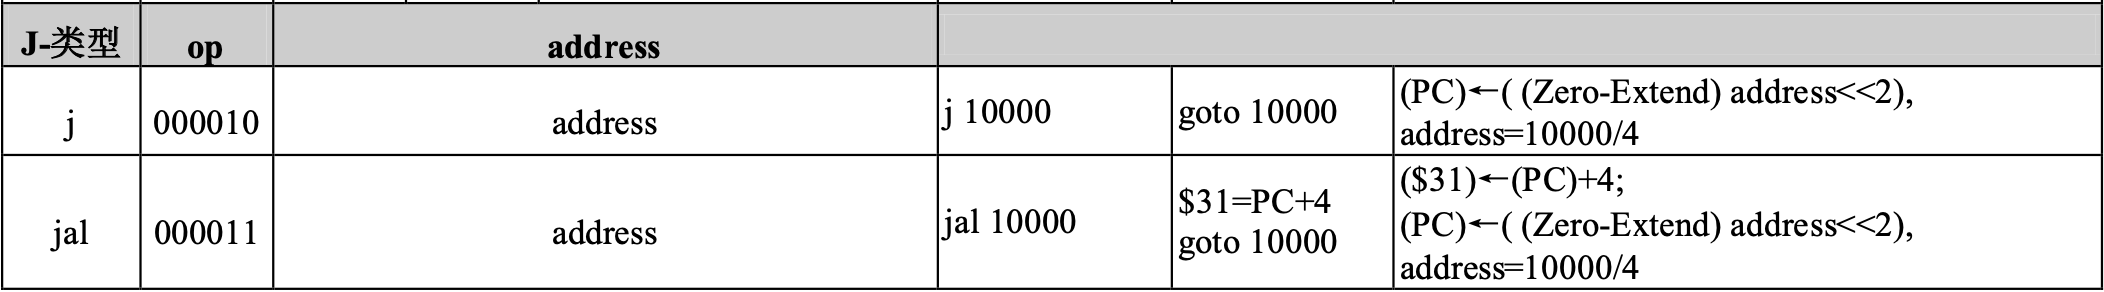 J-类型 op address
j 000010 address j 10000 goto 10000 (PC)←( (Zero-Extend) address<<2),
address=10000/4
jal 000011 address jal 10000 $31=PC+4
goto 10000
($31)←(PC)+4;
(PC)←( (Zero-Extend) address<<2),
address=10000/4